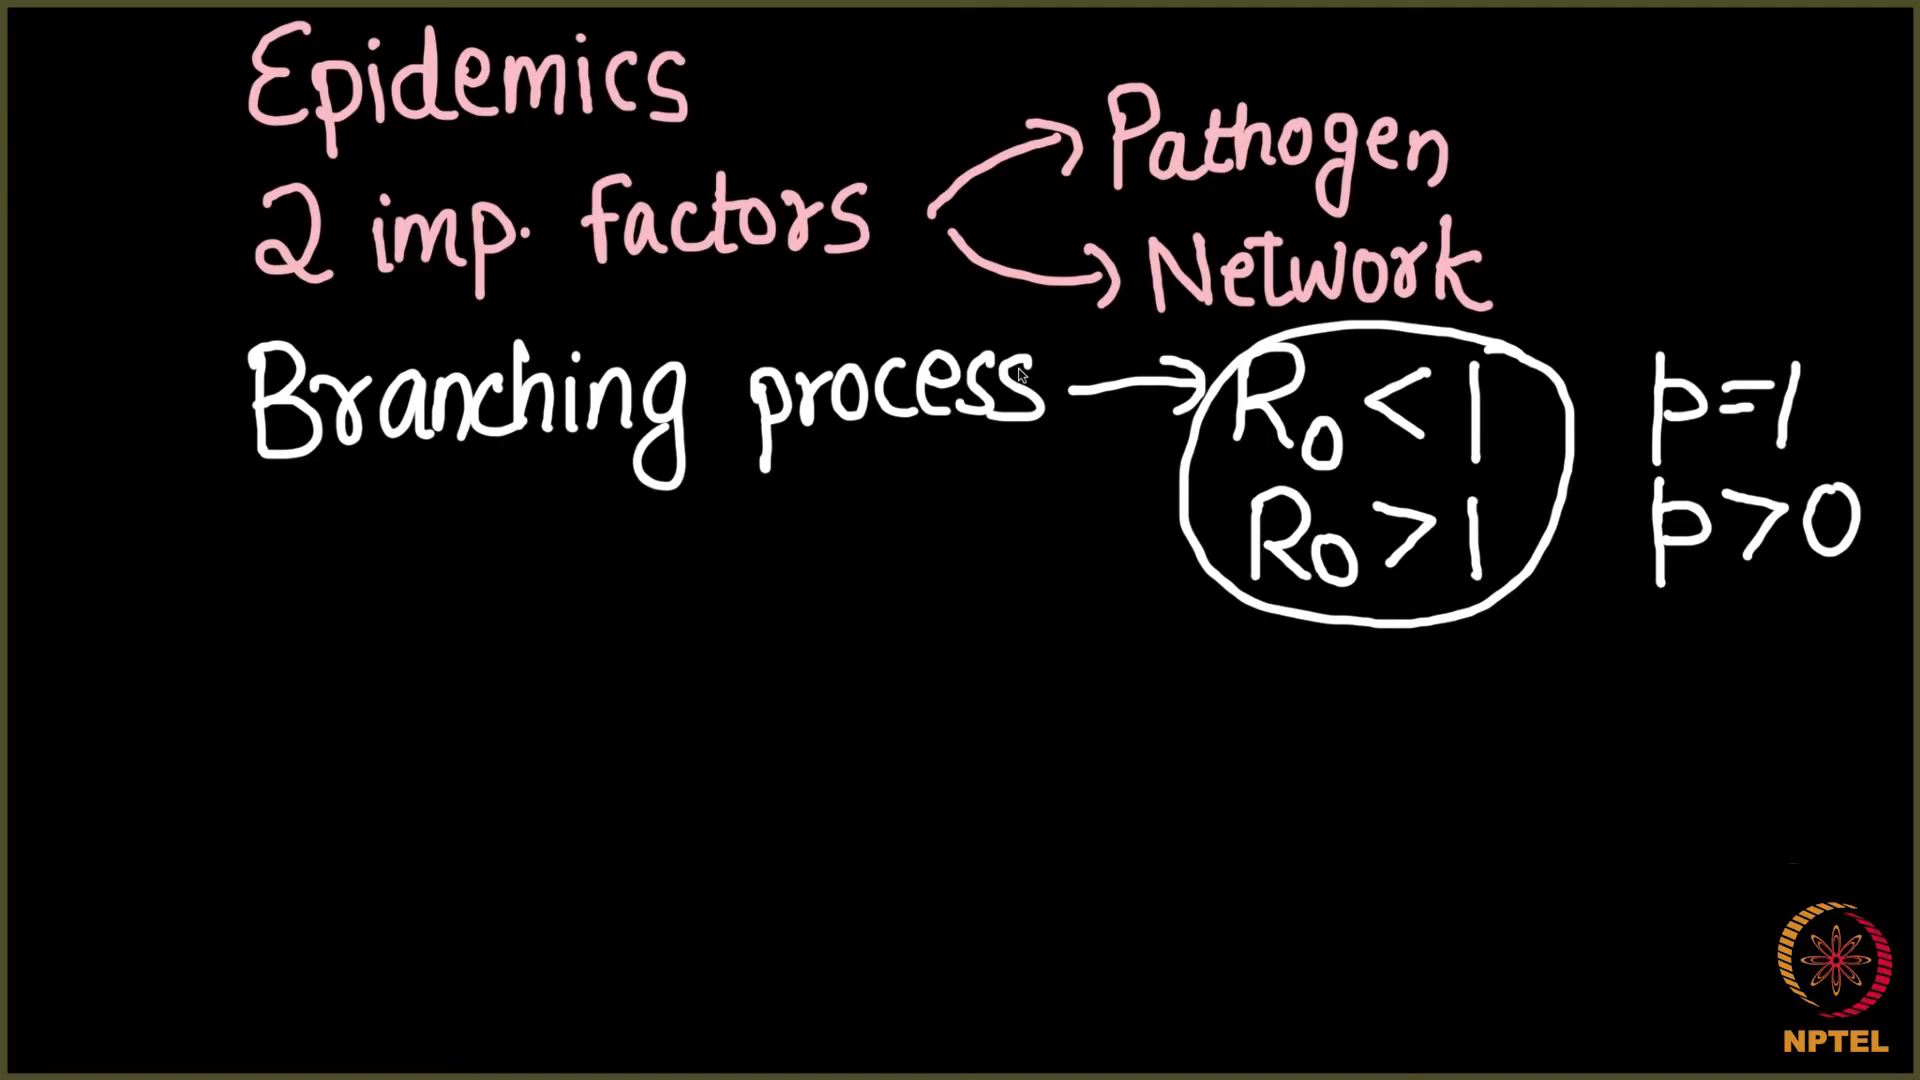 Epidemics
2 imp. factors
Pathogen
Network
Branching process → R₀ < 1 p=1
R₀ > 1 p>0
NPTEL